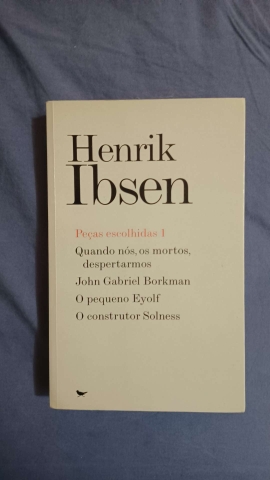 Henrik
Ibsen
Peças escolhidas 1
Quando nós, os mortos,
despertarmos
John Gabriel Borkman
O pequeno Eyolf
O construtor Solness